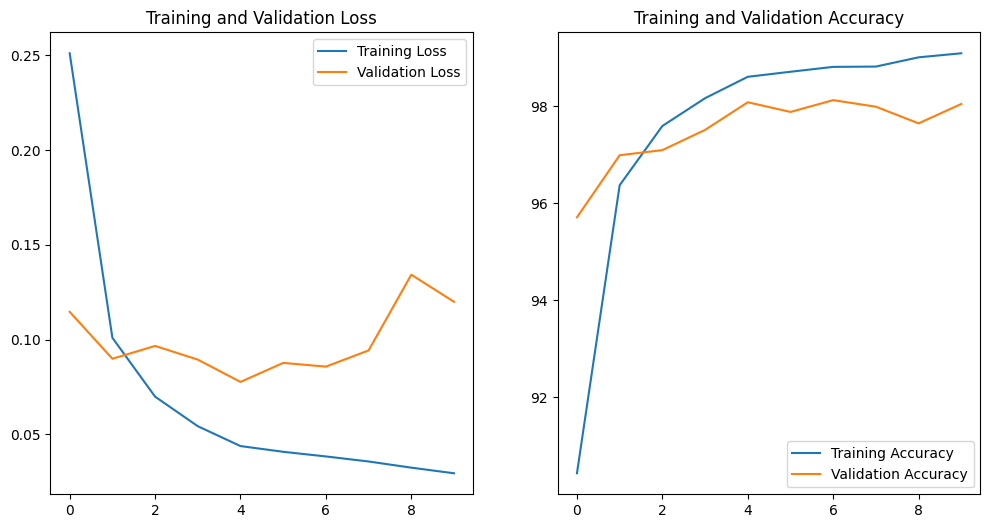 Training and Validation Loss
Training Loss
Validation Loss
0.25
0.20
0.15
0.10
0.05
0 2 4 6 8
Training and Validation Accuracy
98
96
94
92
Training Accuracy
Validation Accuracy
0 2 4 6 8